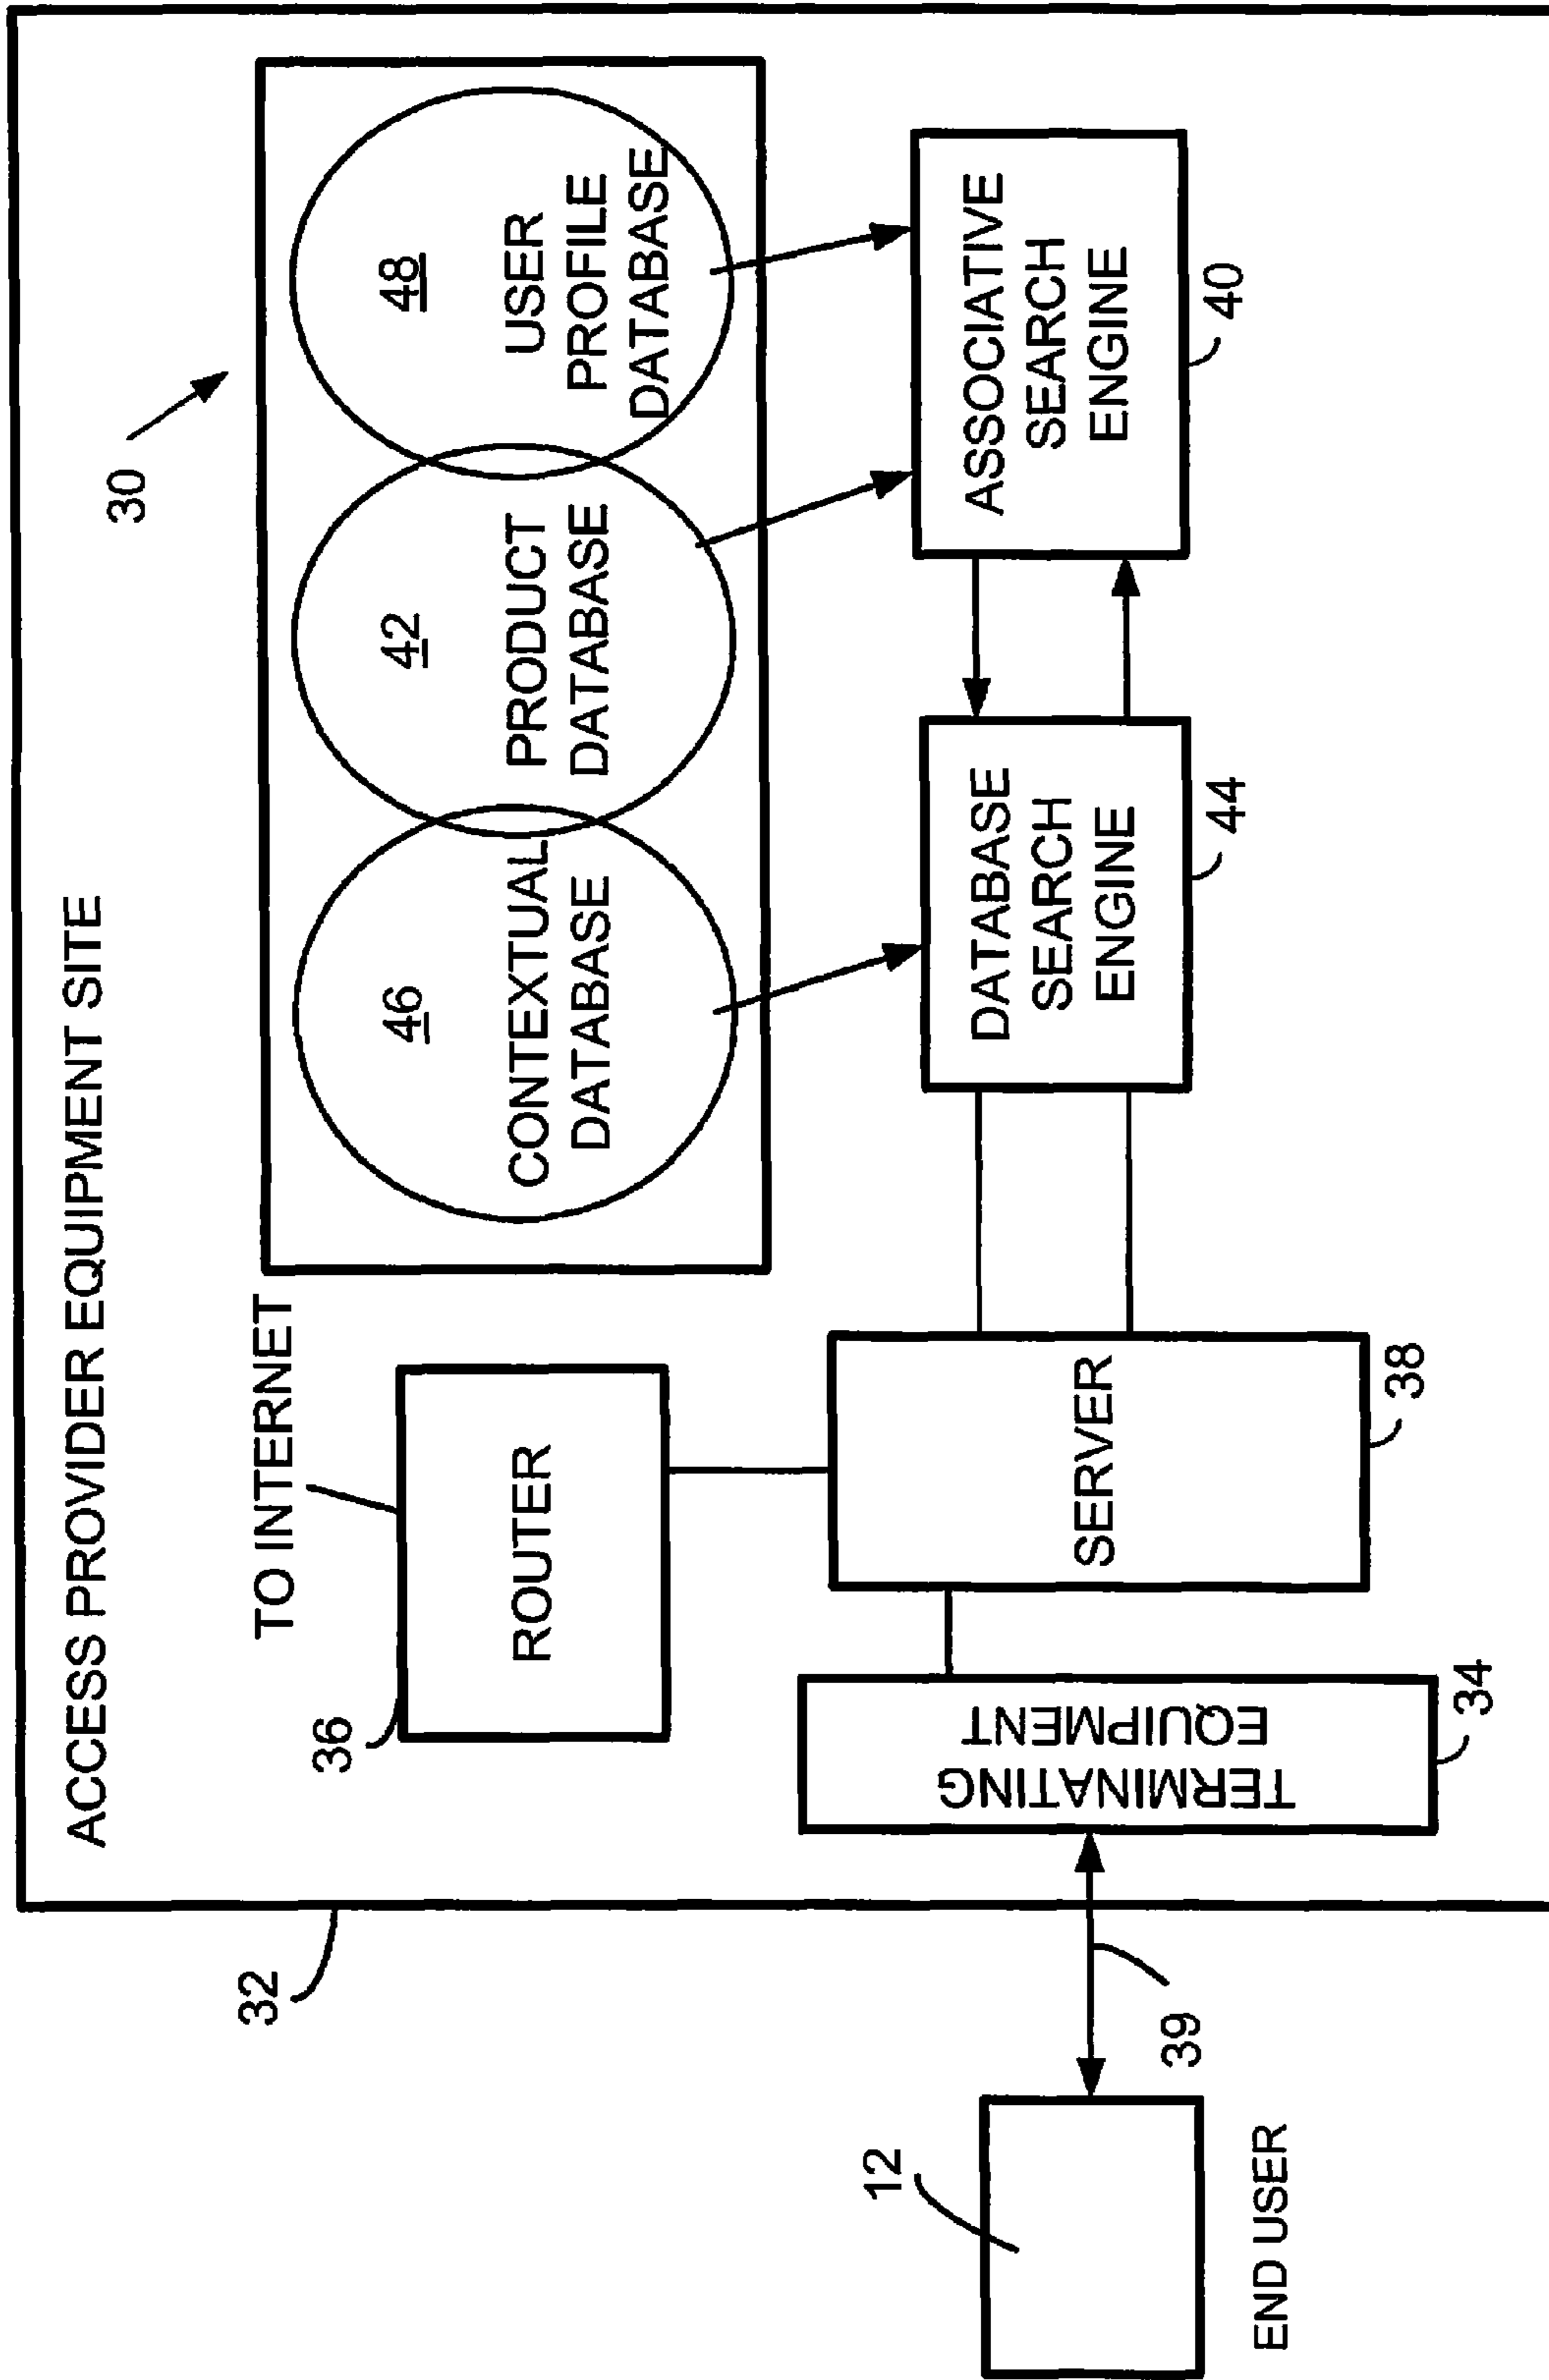 ACCESS PROVIDER EQUIPMENT SITE
30
32
TO INTERNET
36
ROUTER
46
CONTEXTUAL
DATABASE
42
PRODUCT
DATABASE
48
USER
PROFILE
DATABASE
12
END USER
39
TERMINATING
EQUIPMENT
34
SERVER
38
DATABASE
SEARCH
ENGINE
44
ASSOCIATIVE
SEARCH
ENGINE
40